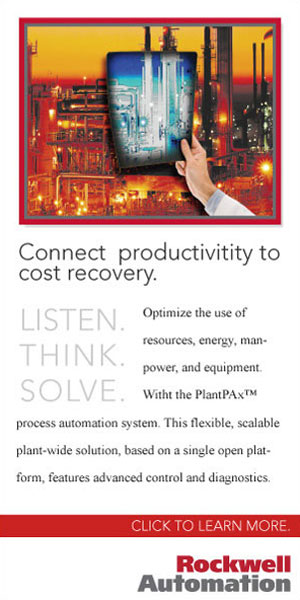 Connect productivitity to
cost recovery.
LISTEN.
THINK.
SOLVE.
Optimize the use of
resources, energy, man-
power, and equipment.
Witht the PlantPAx™
process automation system. This flexible, scalable
plant-wide solution, based on a single open plat-
form, features advanced control and diagnostics.
CLICK TO LEARN MORE.
Rockwell
Automation